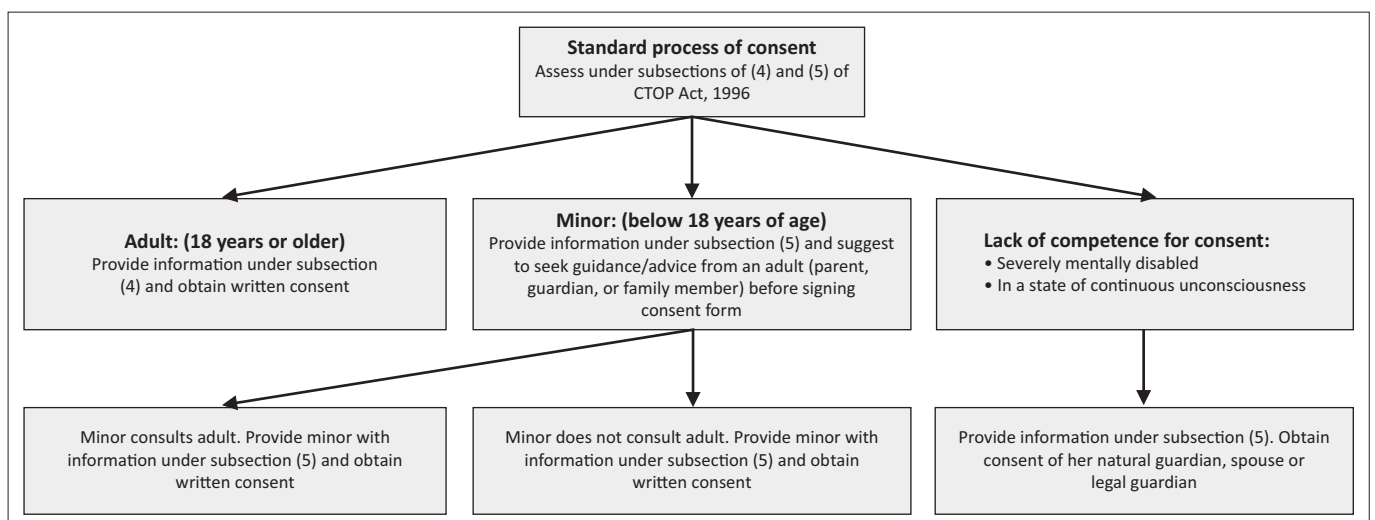 Standard process of consent
Assess under subsections of (4) and (5) of
CTOP Act, 1996
Adult: (18 years or older)
Provide information under subsection
(4) and obtain written consent
Minor: (below 18 years of age)
Provide information under subsection (5) and suggest
to seek guidance/advice from an adult (parent,
guardian, or family member) before signing
consent form
Lack of competence for consent:
• Severely mentally disabled
• In a state of continuous unconsciousness
Minor consults adult. Provide minor with
information under subsection (5) and obtain
written consent
Minor does not consult adult. Provide minor with
information under subsection (5) and obtain
written consent
Provide information under subsection (5). Obtain
consent of her natural guardian, spouse or
legal guardian